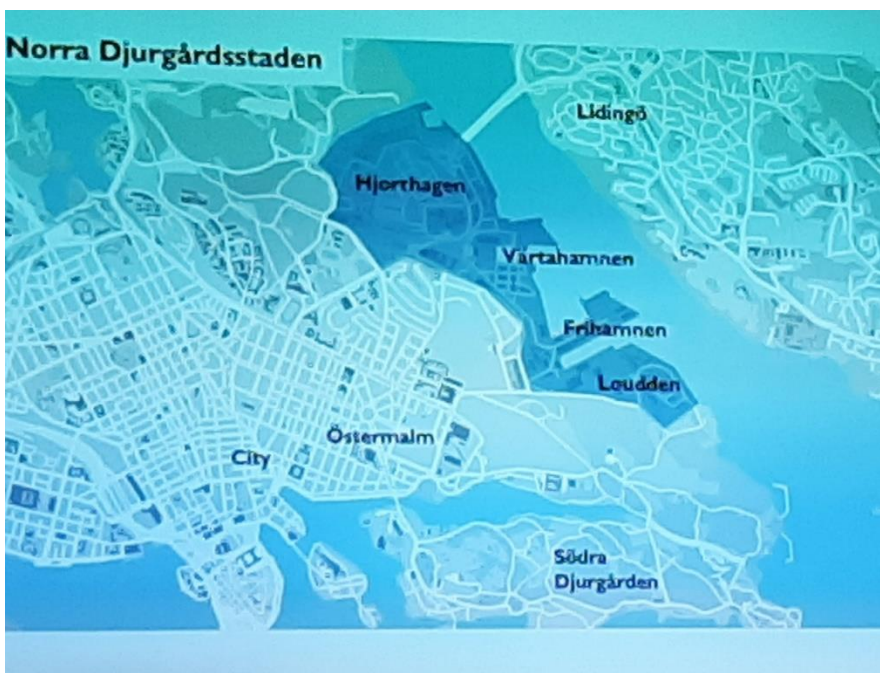 Norra Djurgårdsstaden
Lidingö
Hjorthagen
Värtahamnen
Frihamnen
Loudden
Östermalm
City
Södra
Djurgården